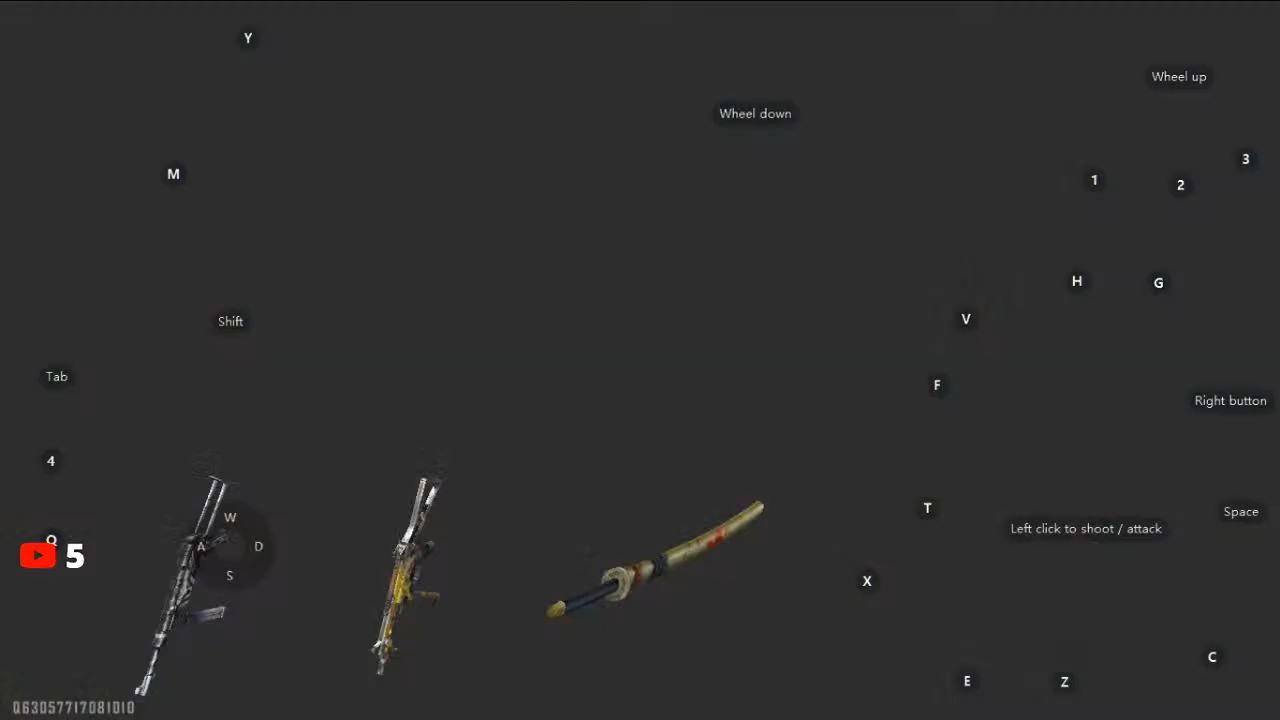 Y
Wheel up
Wheel down
3
M
1
2
H
G
V
Shift
Tab
F
Right button
4
T
Space
W
Left click to shoot / attack
Q
A
D
5
S
X
C
E
Z
Q63057717081010